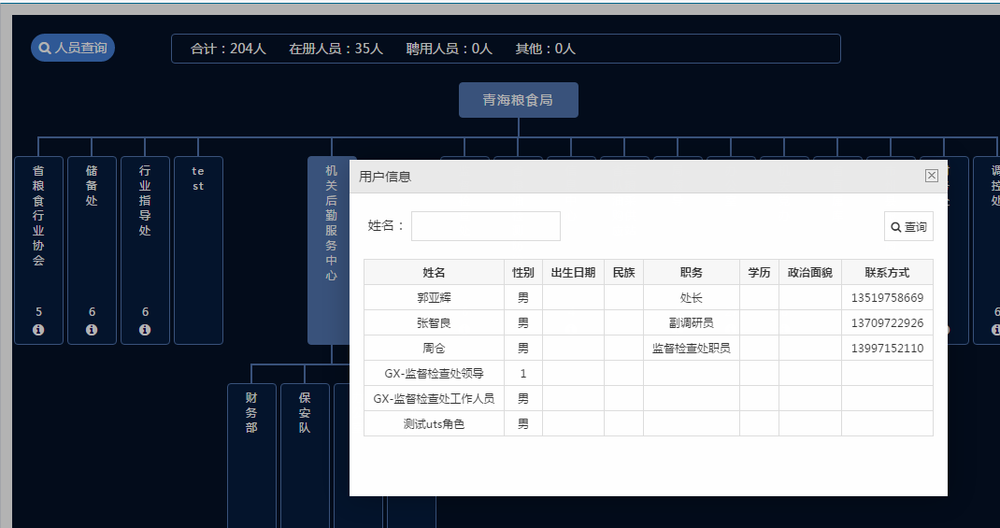 人员查询
合计：204人 在册人员：35人 聘用人员：0人 其他：0人
青海粮食局
省粮食行业协会
5
储备处
6
行业指导处
6
test
机关后勤服务中心
调控处
6
财务部
保安队
用户信息
姓名：
查询
姓名 性别 出生日期 民族 职务 学历 政治面貌 联系方式
郭亚辉 男 处长 13519758669
张智良 男 副调研员 13709722926
周仓 男 监督检查处职员 13997152110
GX-监督检查处领导 1
GX-监督检查处工作人员 男
测试uts角色 男